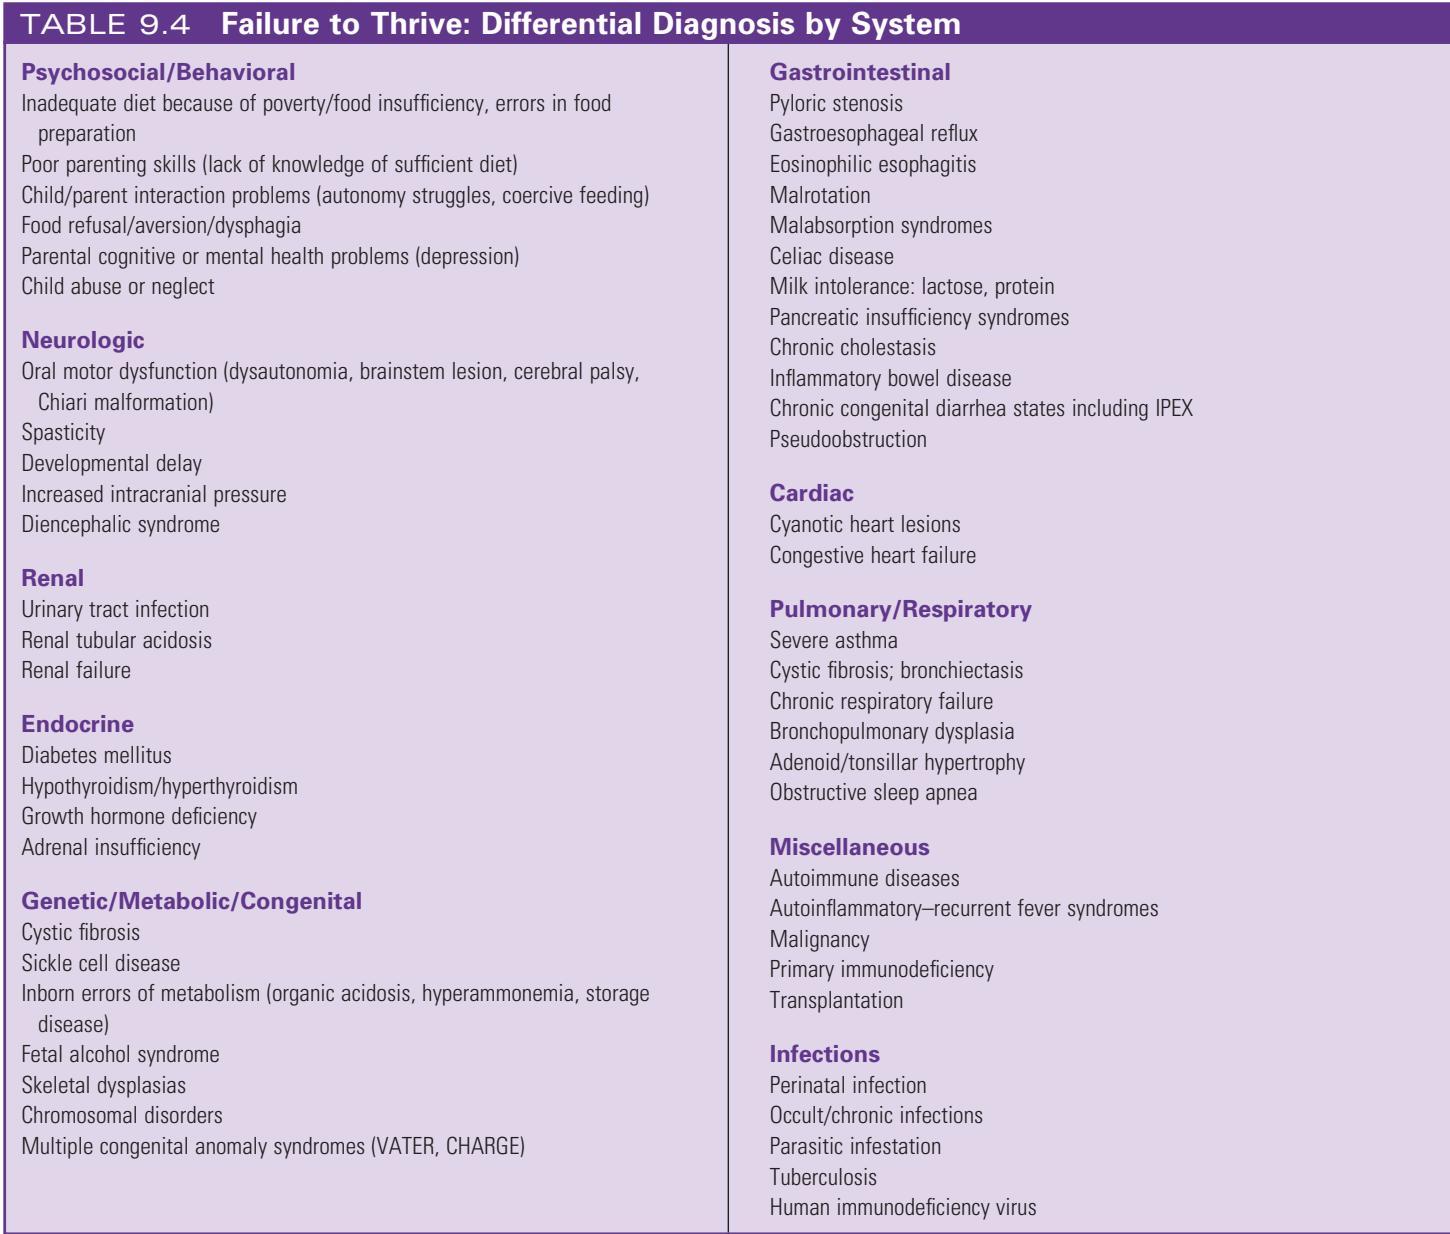 TABLE 9.4 Failure to Thrive: Differential Diagnosis by System
Psychosocial/Behavioral
Inadequate diet because of poverty/food insufficiency, errors in food
preparation
Poor parenting skills (lack of knowledge of sufficient diet)
Child/parent interaction problems (autonomy struggles, coercive feeding)
Food refusal/aversion/dysphagia
Parental cognitive or mental health problems (depression)
Child abuse or neglect
Neurologic
Oral motor dysfunction (dysautonomia, brainstem lesion, cerebral palsy,
Chiari malformation)
Spasticity
Developmental delay
Increased intracranial pressure
Diencephalic syndrome
Renal
Urinary tract infection
Renal tubular acidosis
Renal failure
Endocrine
Diabetes mellitus
Hypothyroidism/hyperthyroidism
Growth hormone deficiency
Adrenal insufficiency
Genetic/Metabolic/Congenital
Cystic fibrosis
Sickle cell disease
Inborn errors of metabolism (organic acidosis, hyperammonemia, storage
disease)
Fetal alcohol syndrome
Skeletal dysplasias
Chromosomal disorders
Multiple congenital anomaly syndromes (VATER, CHARGE)
Gastrointestinal
Pyloric stenosis
Gastroesophageal reflux
Eosinophilic esophagitis
Malrotation
Malabsorption syndromes
Celiac disease
Milk intolerance: lactose, protein
Pancreatic insufficiency syndromes
Chronic cholestasis
Inflammatory bowel disease
Chronic congenital diarrhea states including IPEX
Pseudoobstruction
Cardiac
Cyanotic heart lesions
Congestive heart failure
Pulmonary/Respiratory
Severe asthma
Cystic fibrosis; bronchiectasis
Chronic respiratory failure
Bronchopulmonary dysplasia
Adenoid/tonsillar hypertrophy
Obstructive sleep apnea
Miscellaneous
Autoimmune diseases
Autoinflammatory–recurrent fever syndromes
Malignancy
Primary immunodeficiency
Transplantation
Infections
Perinatal infection
Occult/chronic infections
Parasitic infestation
Tuberculosis
Human immunodeficiency virus